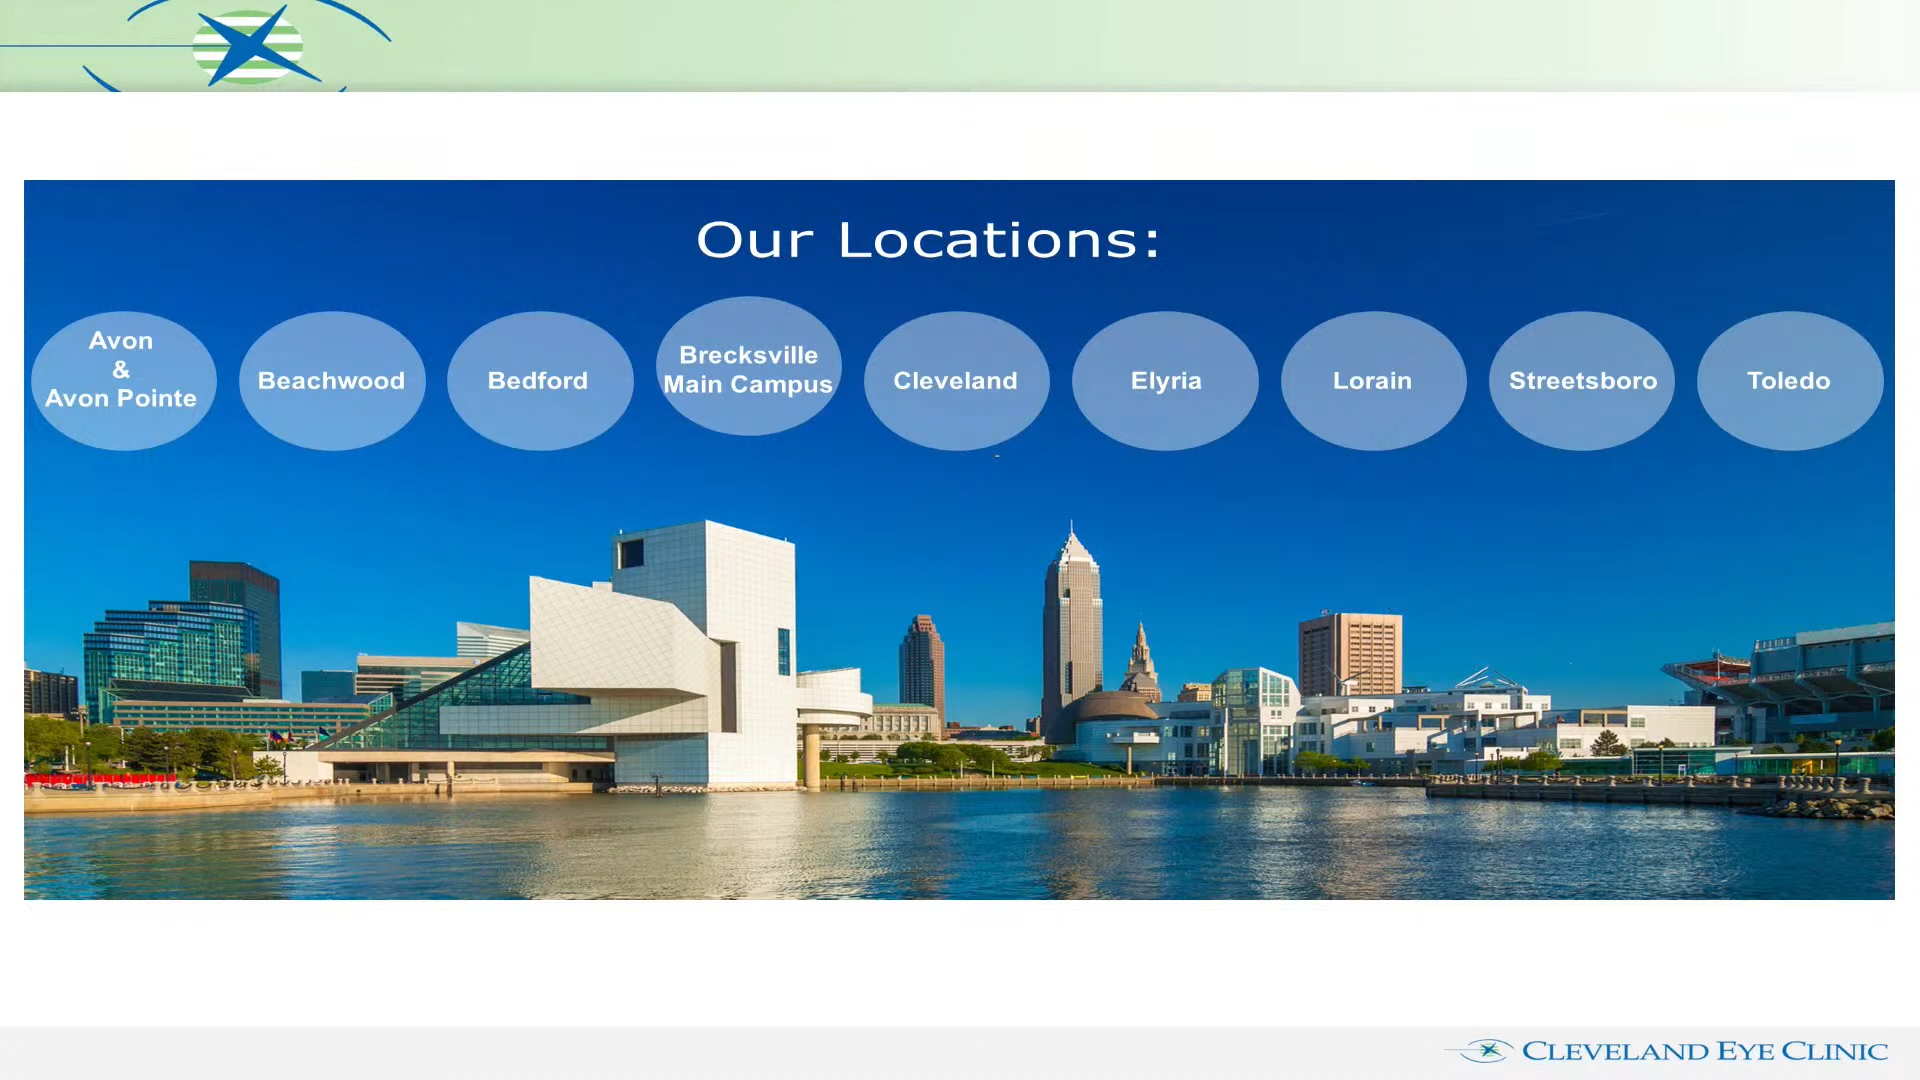 Our Locations:
Avon
&
Avon Pointe
Beachwood
Bedford
Brecksville
Main Campus
Cleveland
Elyria
Lorain
Streetsboro
Toledo
CLEVELAND EYE CLINIC